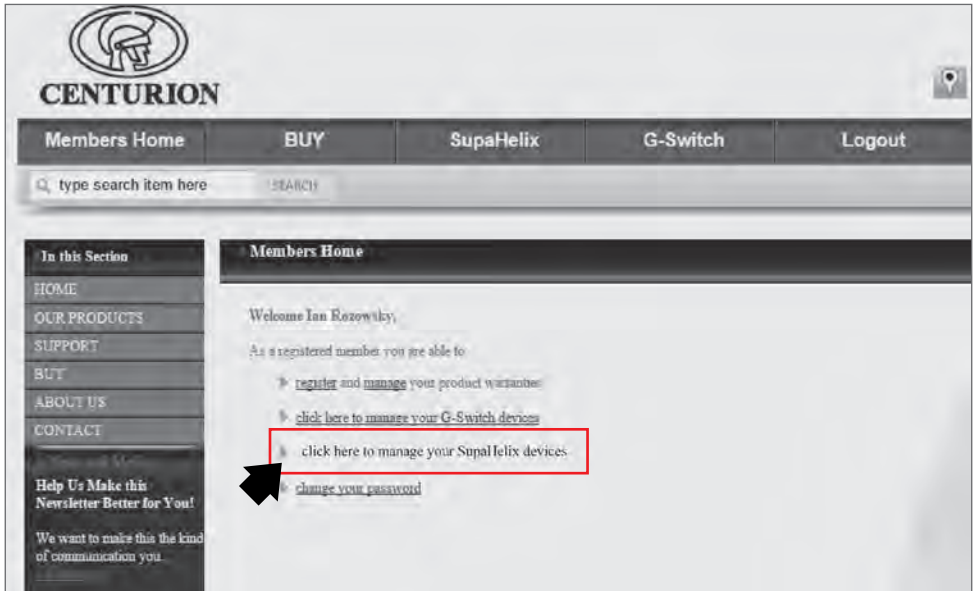 CENTURION
Members Home BUY SupaHelix G-Switch Logout
type search item here SEARCH
In this Section
HOME
OUR PRODUCTS
SUPPORT
BUY
ABOUT US
CONTACT
Help Us Make this
Newsletter Better for You!
We want to make this the kind
of communication you
Members Home
Welcome Ian Rozowsky,
As a registered member you are able to
register and manage your product warranties
click here to manage your G-Switch devices
click here to manage your SupaHelix devices
change your password